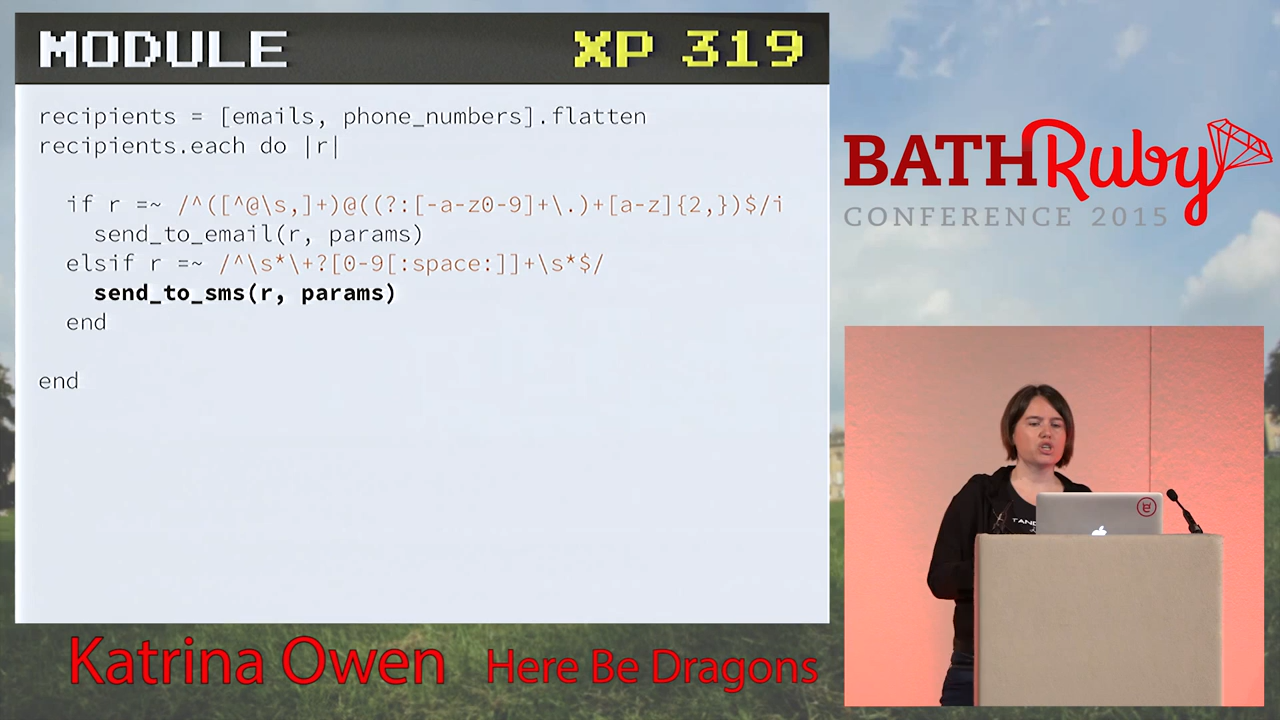 MODULE XP 319
recipients = [emails, phone_numbers].flatten
recipients.each do |r|
if r =~ /^([^@\s,]+)@((?:[-a-z0-9]+\.)+[a-z]{2,})$/i
send_to_email(r, params)
elsif r =~ /^\s*\+?[0-9[:space:]]+\s*$/
send_to_sms(r, params)
end
end
BATHRuby
CONFERENCE 2015
Katrina Owen Here Be Dragons